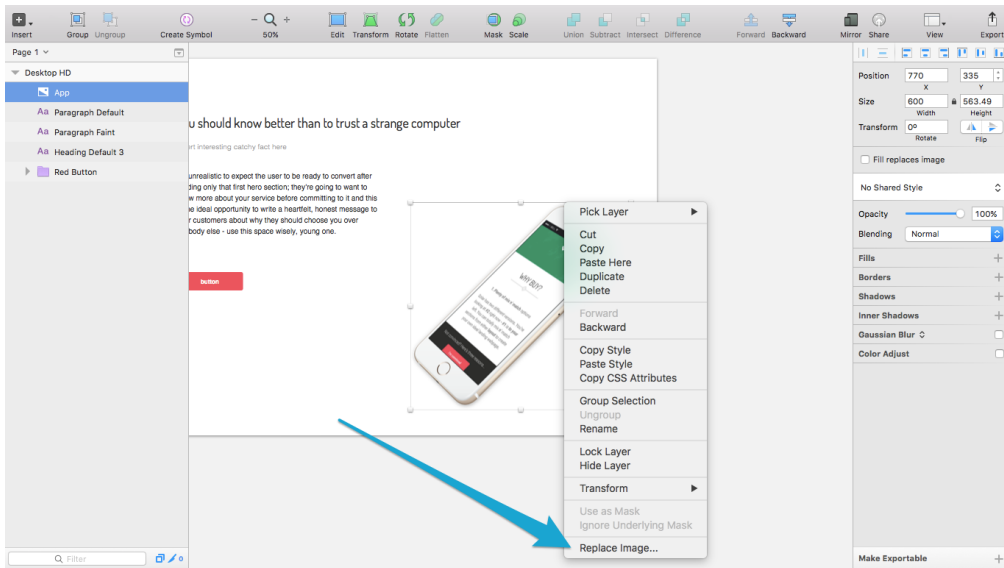 Insert
Group Ungroup
Create Symbol
50%
Edit Transform Rotate Flatten
Mask Scale
Union Subtract Intersect Difference
Forward Backward
Mirror Share
View
Export
Page 1
Desktop HD
App
Aa Paragraph Default
Aa Paragraph Faint
Aa Heading Default 3
Red Button
Filter
0
u should know better than to trust a strange computer
rt interesting catchy fact here
unrealistic to expect the user to be ready to convert after
ding only that first hero section; they're going to want to
w more about your service before committing to it and this
e ideal opportunity to write a heartfelt, honest message to
r customers about why they should choose you over
body else - use this space wisely, young one.
button
WHY BUY?
Pick Layer
Cut
Copy
Paste Here
Duplicate
Delete
Forward
Backward
Copy Style
Paste Style
Copy CSS Attributes
Group Selection
Ungroup
Rename
Lock Layer
Hide Layer
Transform
Use as Mask
Ignore Underlying Mask
Replace Image...
Position 770 335
X Y
Size 600 563.49
Width Height
Transform 0º
Rotate Flip
Fill replaces image
No Shared Style
Opacity 100%
Blending Normal
Fills
Borders
Shadows
Inner Shadows
Gaussian Blur
Color Adjust
Make Exportable